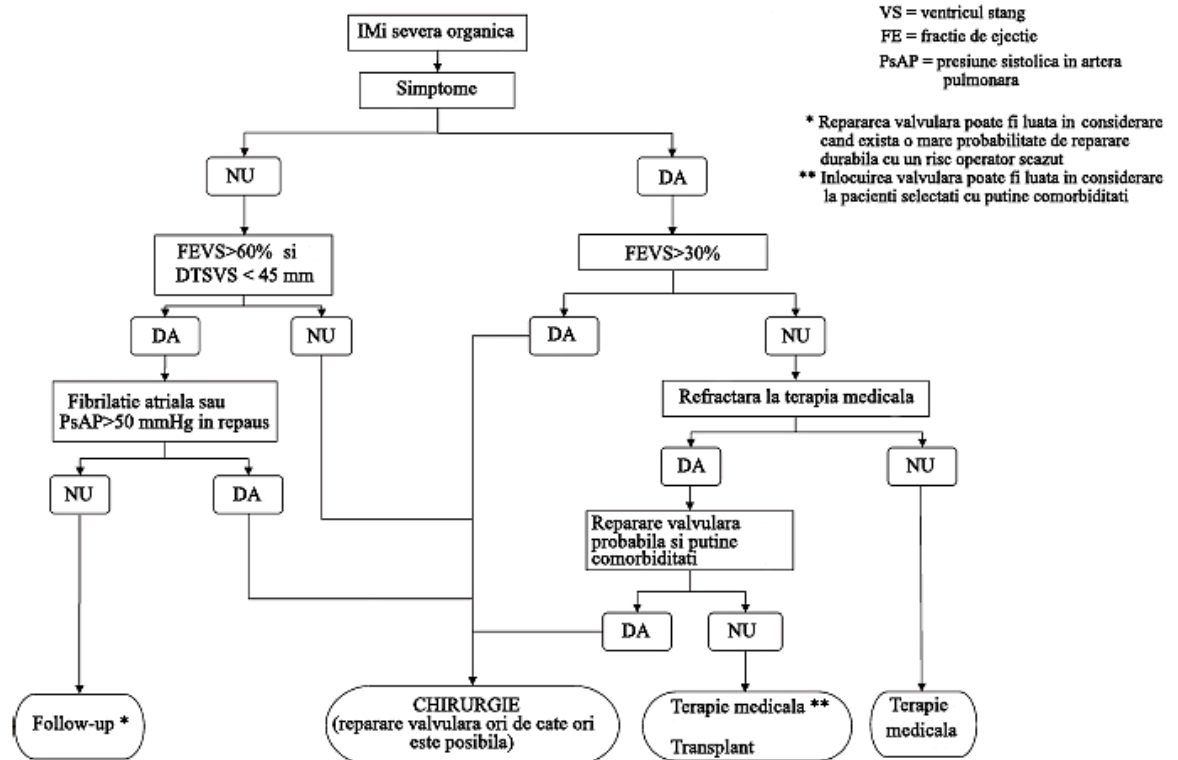 IMi severa organica
Simptome
VS = ventricul stang
FE = fractie de ejectie
PsAP = presiune sistolica in artera
pulmonara
* Repararea valvulara poate fi luata in considerare
cand exista o mare probabilitate de reparare
durabila cu un risc operator scazut
** Inlocuirea valvulara poate fi luata in considerare
la pacienti selectati cu putine comorbiditati
NU
DA
FEVS>60% si
DTSVS < 45 mm
FEVS>30%
DA
NU
DA
NU
Fibrilatie atriala sau
PsAP>50 mmHg in repaus
Refractara la terapia medicala
NU
DA
DA
NU
Reparare valvulara
probabila si putine
comorbiditati
DA
NU
Follow-up *
CHIRURGIE
(reparare valvulara ori de cate ori
este posibila)
Terapie medicala **
Transplant
Terapie
medicala